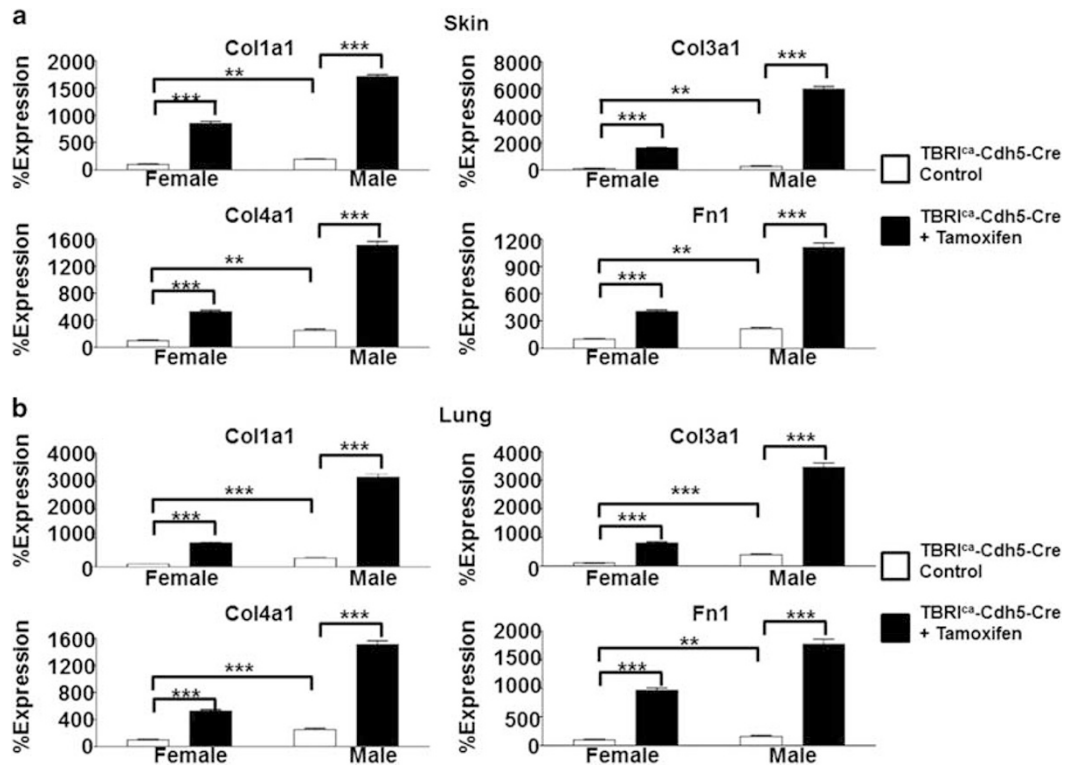 a
Skin
Col1a1
%Expression
2000
1500
1000
500
0
**
***
***
Female
Male
Col3a1
%Expression
8000
6000
4000
2000
0
**
***
***
Female
Male
TBRIᶜᵃ-Cdh5-Cre
Control
TBRIᶜᵃ-Cdh5-Cre
+ Tamoxifen
Col4a1
%Expression
1600
1200
800
400
0
**
***
***
Female
Male
Fn1
%Expression
1200
900
600
300
0
**
***
***
Female
Male
b
Lung
Col1a1
%Expression
4000
3000
2000
1000
0
***
***
***
Female
Male
Col3a1
%Expression
4000
3000
2000
1000
0
***
***
***
Female
Male
TBRIᶜᵃ-Cdh5-Cre
Control
TBRIᶜᵃ-Cdh5-Cre
+ Tamoxifen
Col4a1
%Expression
1600
1200
800
400
0
***
***
***
Female
Male
Fn1
%Expression
2000
1500
1000
500
0
**
***
***
Female
Male